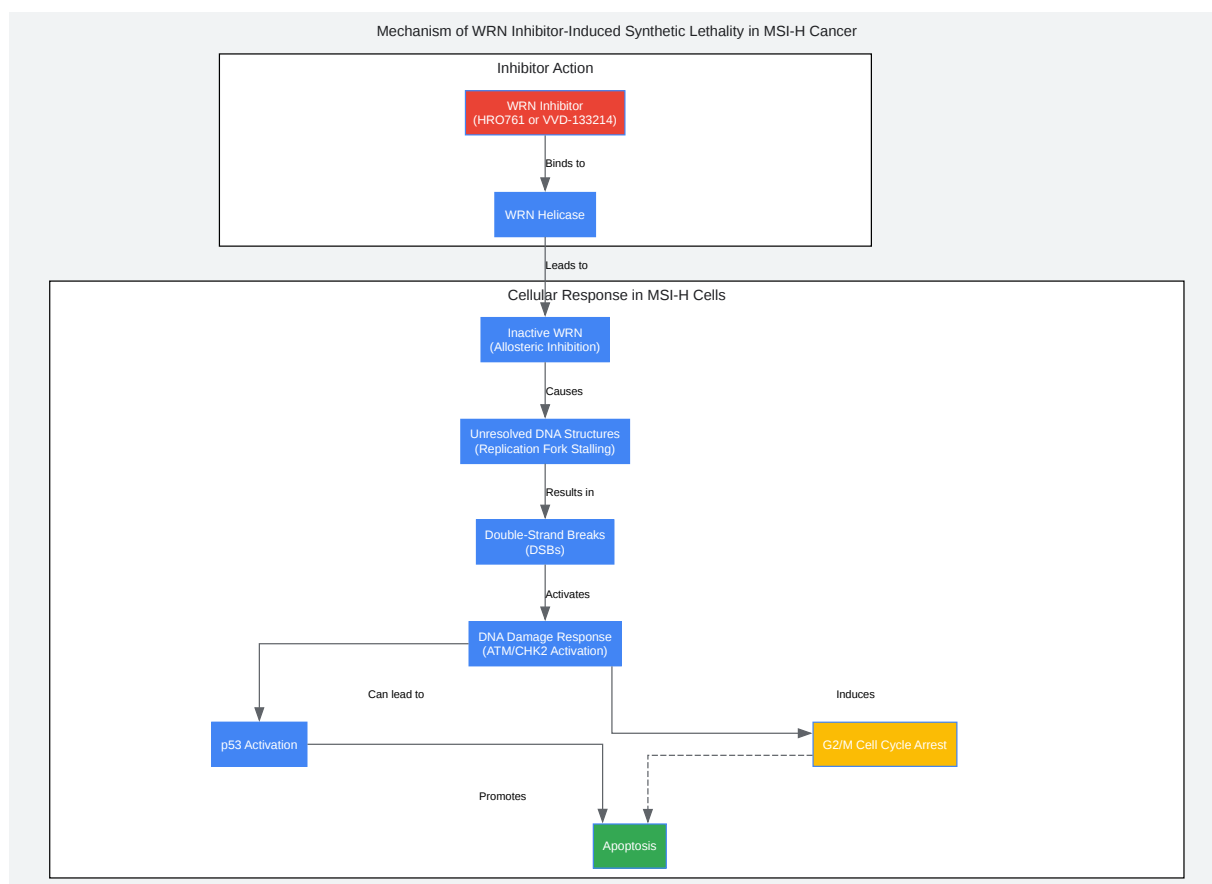 Mechanism of WRN Inhibitor-Induced Synthetic Lethality in MSI-H Cancer
Inhibitor Action
WRN Inhibitor
(HRO761 or VVD-133214)
Binds to
WRN Helicase
Leads to
Cellular Response in MSI-H Cells
Inactive WRN
(Allosteric Inhibition)
Causes
Unresolved DNA Structures
(Replication Fork Stalling)
Results in
Double-Strand Breaks
(DSBs)
Activates
DNA Damage Response
(ATM/CHK2 Activation)
Can lead to
Induces
p53 Activation
G2/M Cell Cycle Arrest
Promotes
Apoptosis